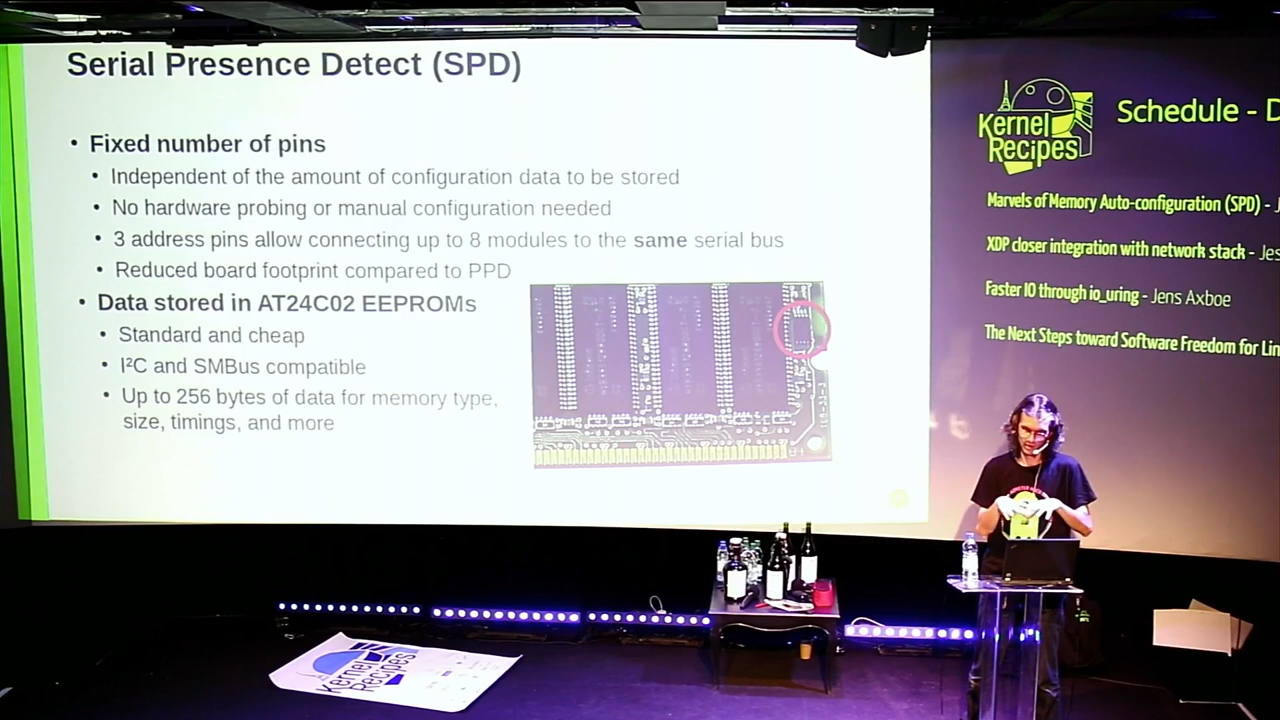 Serial Presence Detect (SPD)
• Fixed number of pins
• Independent of the amount of configuration data to be stored
• No hardware probing or manual configuration needed
• 3 address pins allow connecting up to 8 modules to the same serial bus
• Reduced board footprint compared to PPD
• Data stored in AT24C02 EEPROMs
• Standard and cheap
• I²C and SMBus compatible
• Up to 256 bytes of data for memory type,
size, timings, and more
Kernel
Recipes
Schedule - D
Marvels of Memory Auto-configuration (SPD) - J
XDP closer integration with network stack - Jes
Faster IO through io_uring - Jens Axboe
The Next Steps toward Software Freedom for Lin
Kernel
Recipes